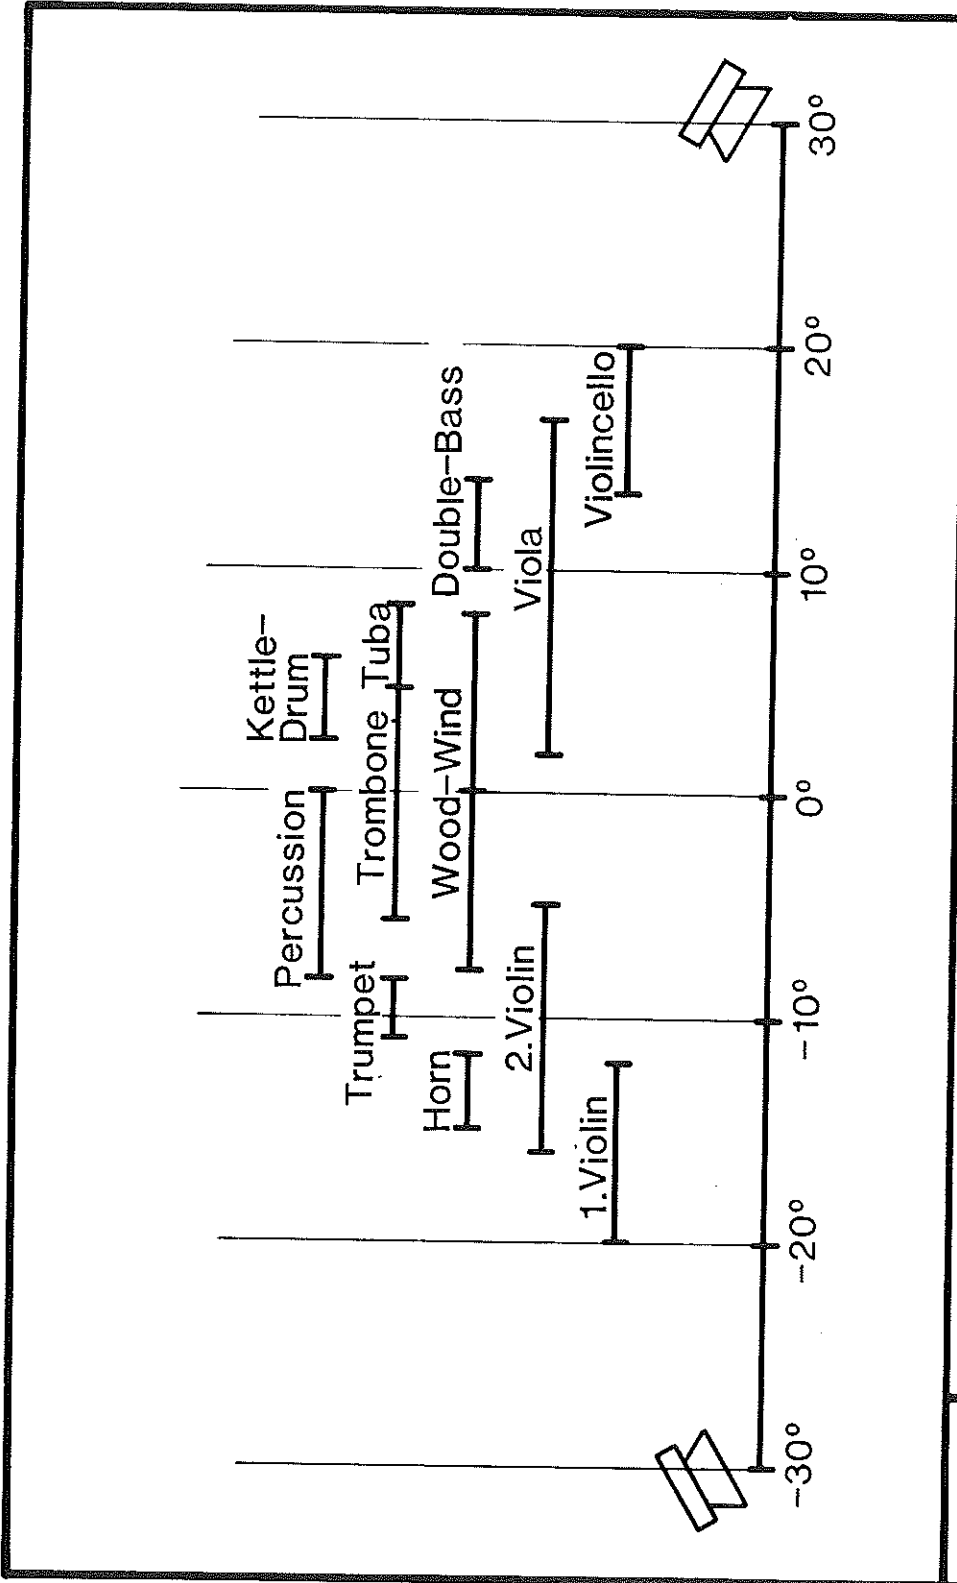 Kettle-
Drum
Percussion
Tuba
Trombone
Trumpet
Double-Bass
Wood-Wind
Horn
Viola
2.Violin
Violincello
1.Violin
-30°
-20°
-10°
0°
10°
20°
30°